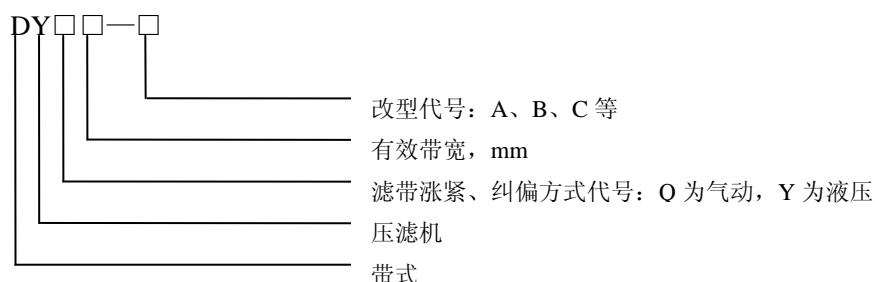 DY□□—□
改型代号：A、B、C 等
有效带宽，mm
滤带涨紧、纠偏方式代号：Q 为气动，Y 为液压
压滤机
带式